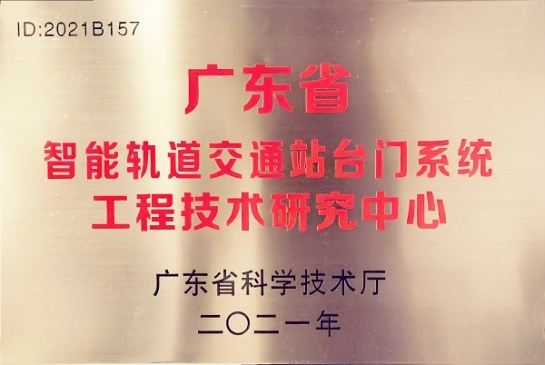 ID:2021B157
广东省
智能轨道交通站台门系统
工程技术研究中心
广东省科学技术厅
二〇二一年